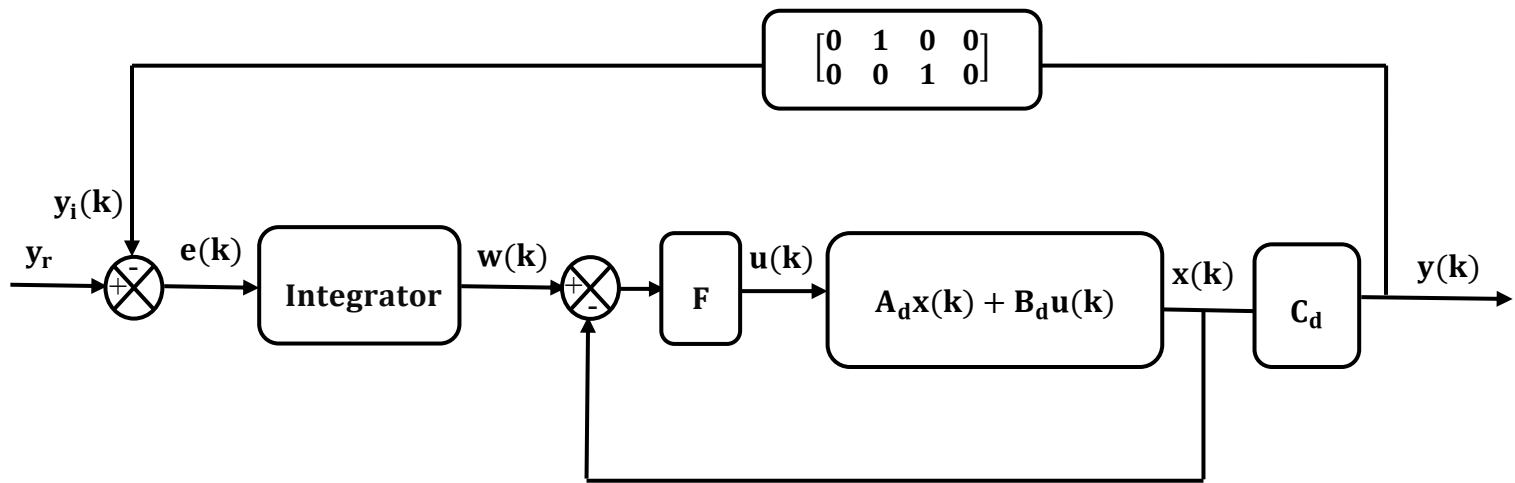 [0 1 0 0]
[0 0 1 0]
yᵢ(k)
yᵣ
-
+
e(k)
Integrator
w(k)
+
-
F
u(k)
A_d x(k) + B_d u(k)
x(k)
C_d
y(k)